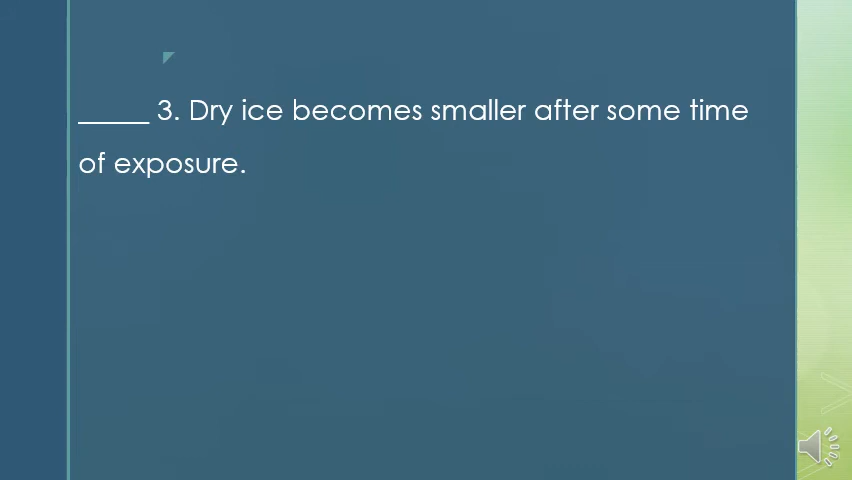 _____ 3. Dry ice becomes smaller after some time
of exposure.